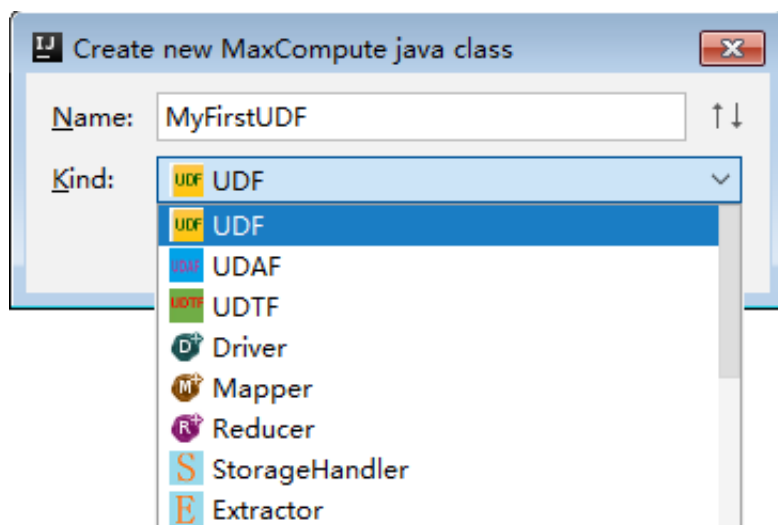 IJ Create new MaxCompute java class
Name: MyFirstUDF
Kind: UDF UDF
UDF UDF
UDAF UDAF
UDTF UDTF
D Driver
M Mapper
R Reducer
S StorageHandler
E Extractor